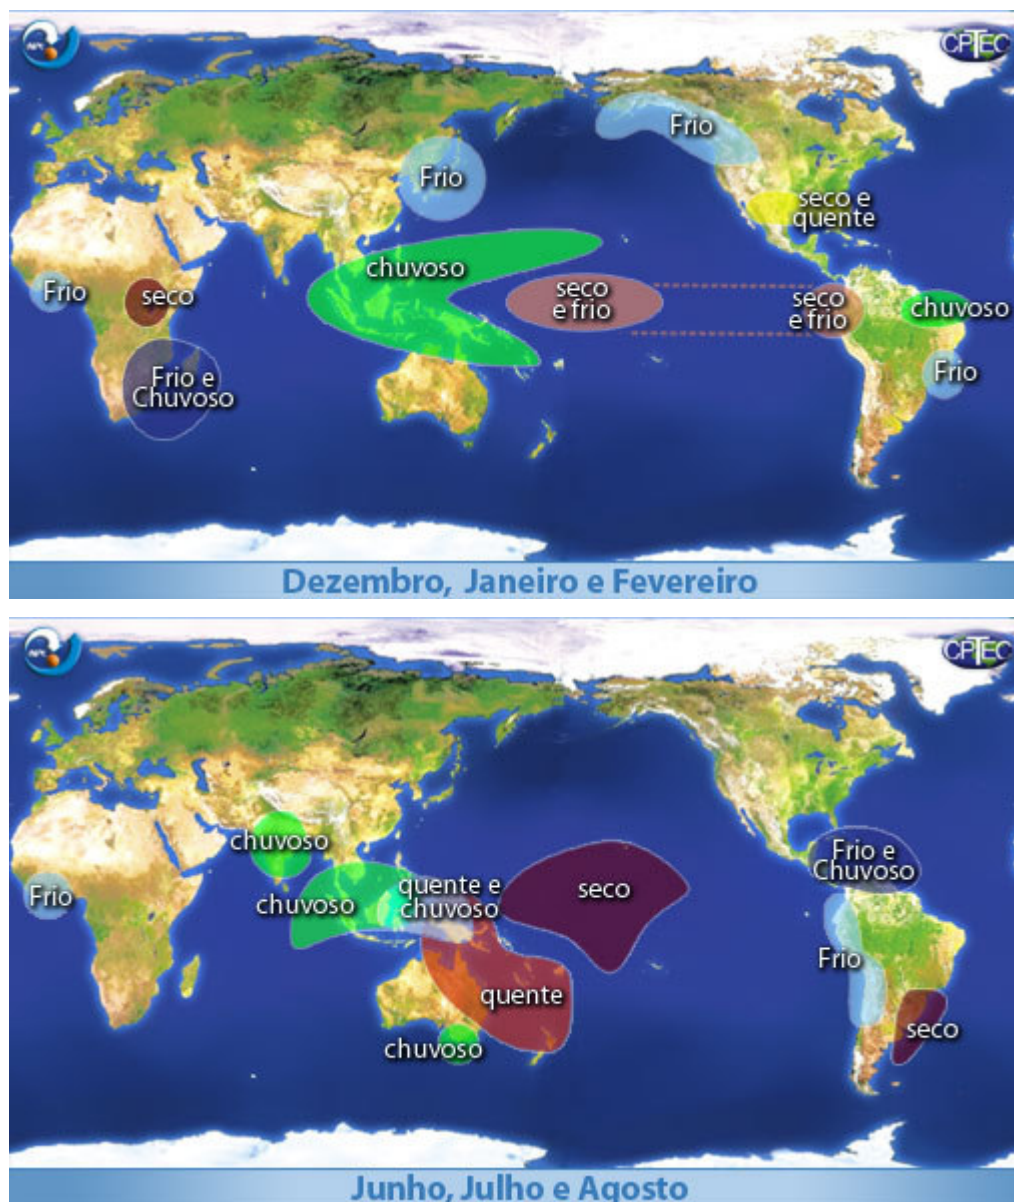 CPTEC
Frio
Frio
seco e
quente
chuvoso
Frio
seco
seco
e frio
seco
e frio
chuvoso
Frio e
Chuvoso
Frio
Dezembro, Janeiro e Fevereiro
CPTEC
chuvoso
Frio e
Chuvoso
Frio
chuvoso
quente e
chuvoso
seco
Frio
quente
seco
chuvoso
Junho, Julho e Agosto